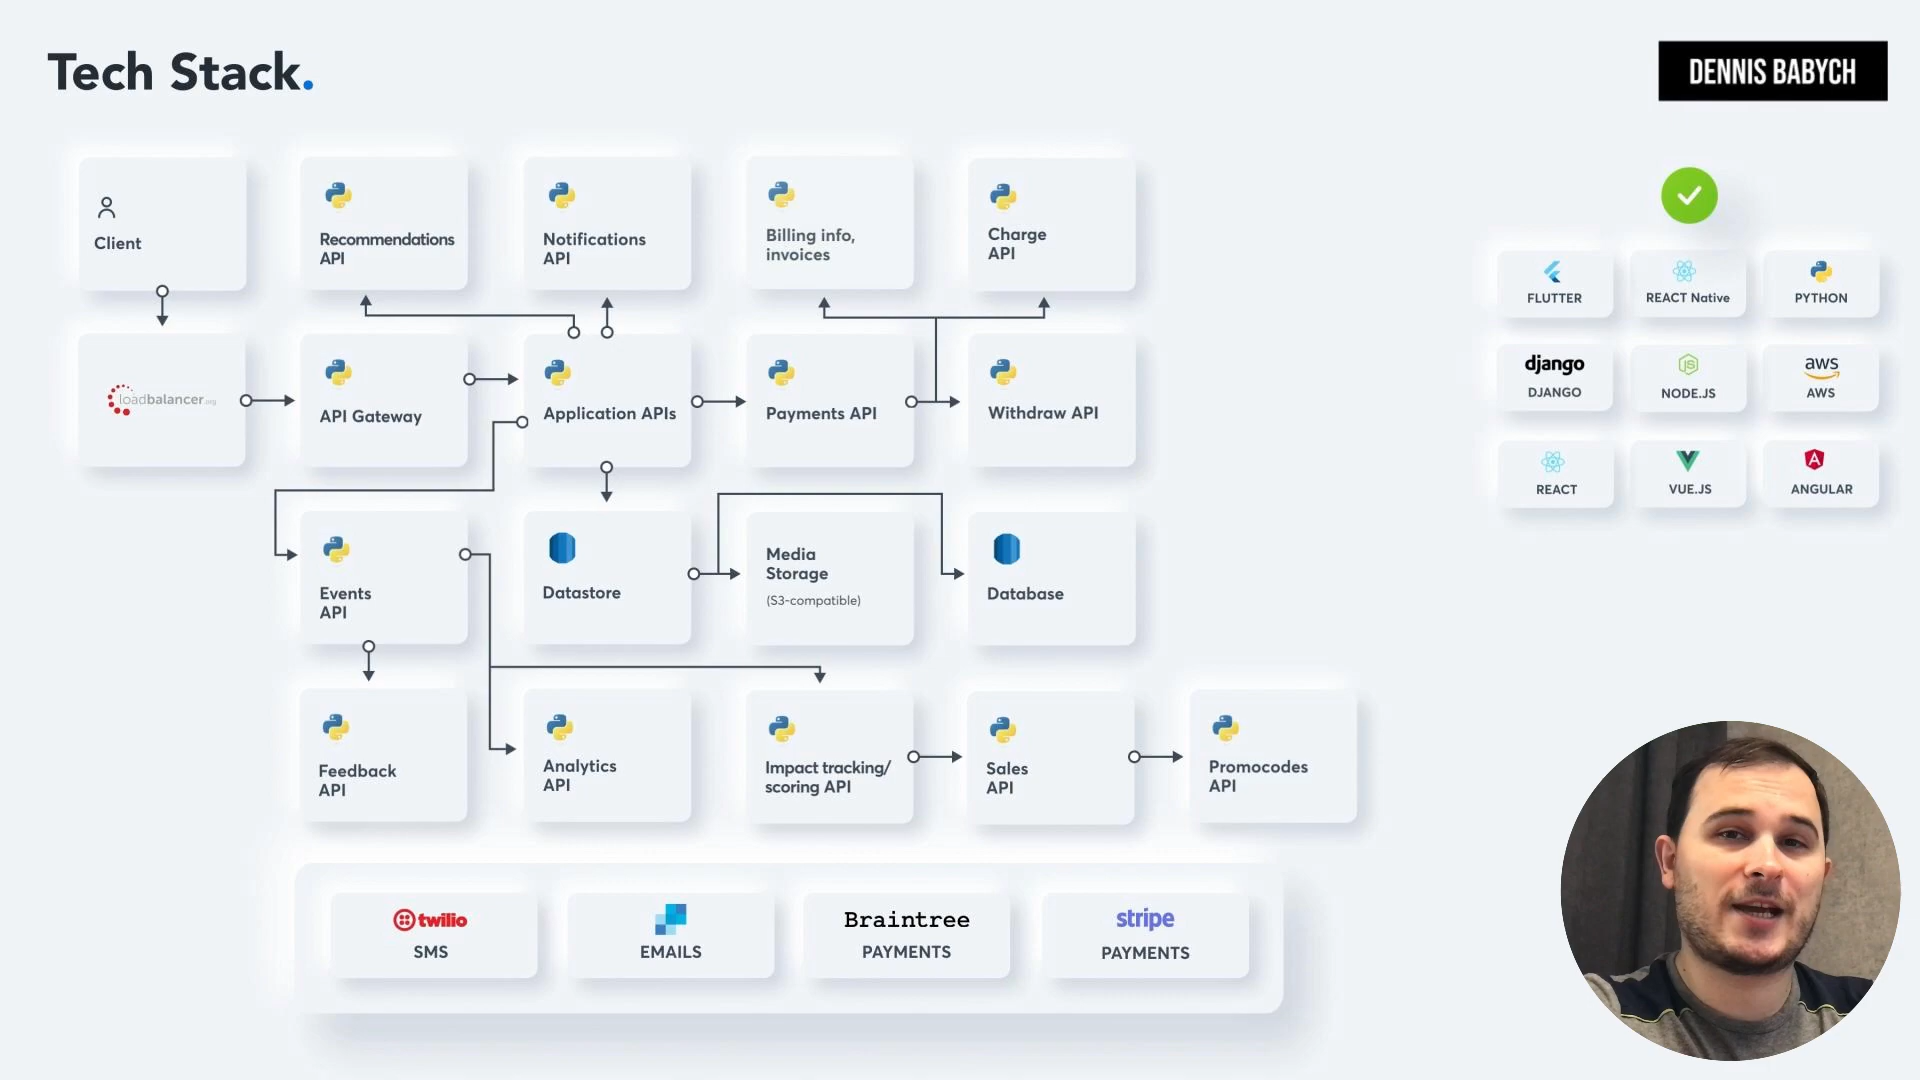 Tech Stack.
DENNIS BABYCH
Client
Recommendations
API
Notifications
API
Billing info,
invoices
Charge
API
loadbalancer.org
API Gateway
Application APIs
Payments API
Withdraw API
Events
API
Datastore
Media
Storage
(S3-compatible)
Database
Feedback
API
Analytics
API
Impact tracking/
scoring API
Sales
API
Promocodes
API
twilio
SMS
EMAILS
Braintree
PAYMENTS
stripe
PAYMENTS
FLUTTER
REACT Native
PYTHON
django
DJANGO
JS
NODE.JS
aws
AWS
REACT
VUE.JS
A
ANGULAR